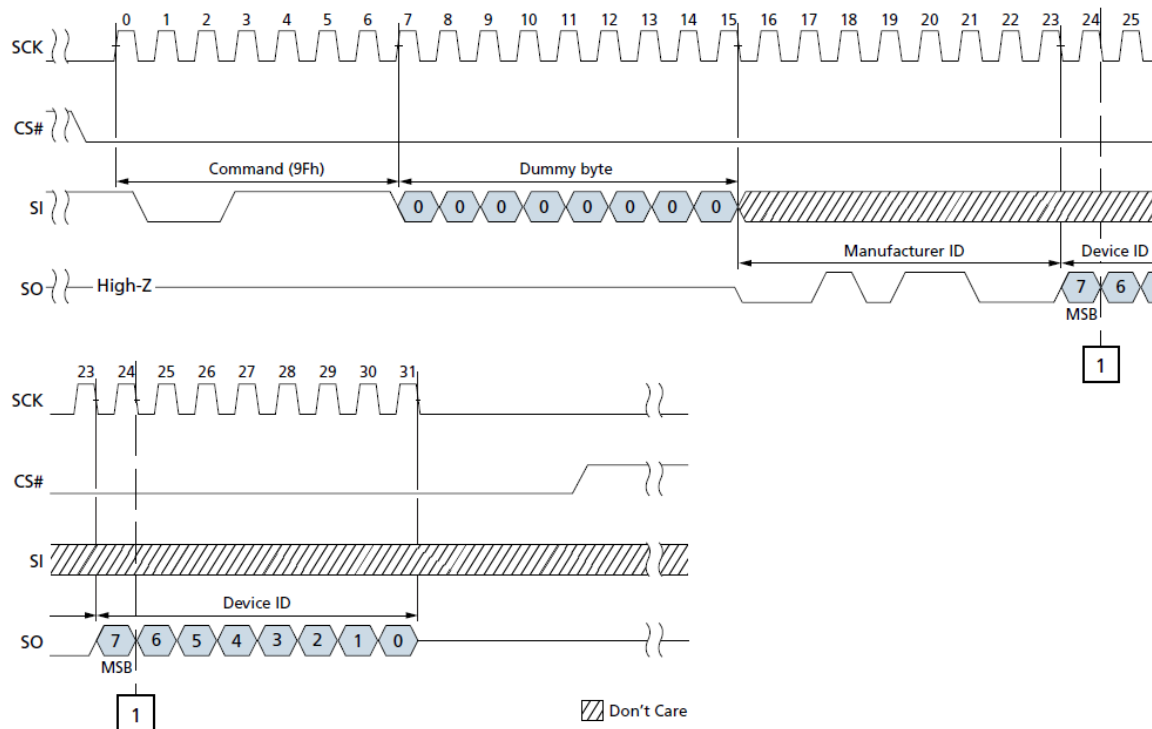 0 1 2 3 4 5 6 7 8 9 10 11 12 13 14 15 16 17 18 19 20 21 22 23 24 25
SCK
CS#
Command (9Fh) Dummy byte
SI 0 0 0 0 0 0 0 0
Manufacturer ID Device ID
SO High-Z 7 6
MSB
1
23 24 25 26 27 28 29 30 31
SCK
CS#
SI
Device ID
SO 7 6 5 4 3 2 1 0
MSB
1
Don't Care